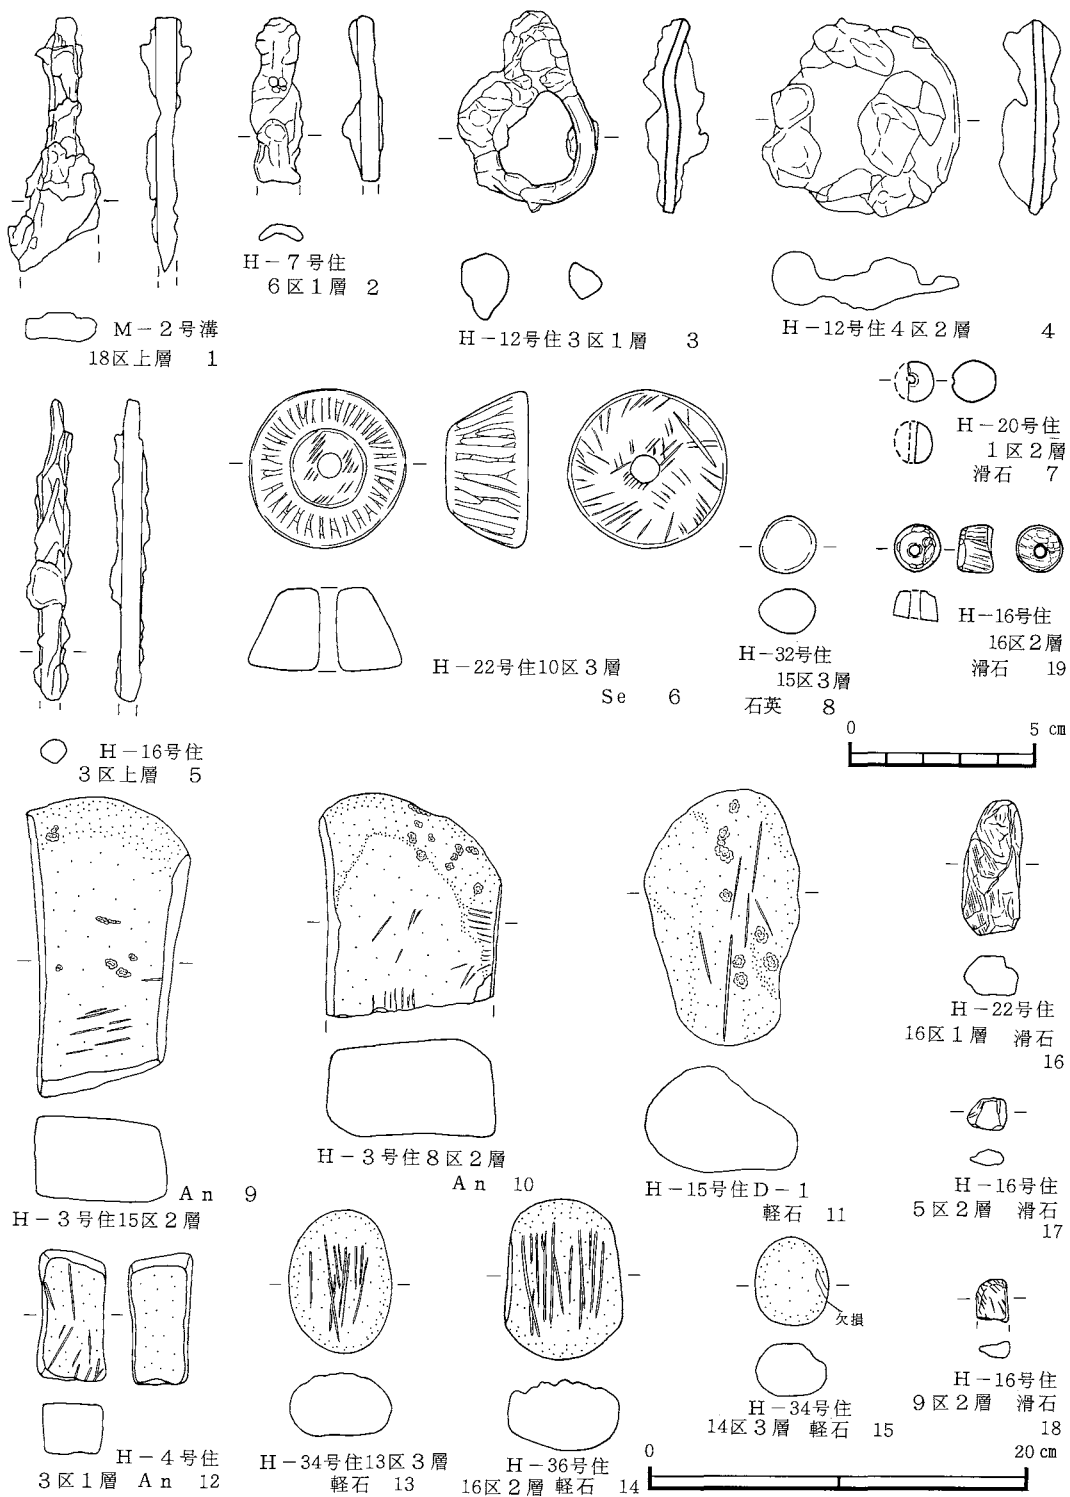 M－2号溝
18区上層 1
H－7号住
6区1層 2
H－12号住3区1層 3
H－12号住4区2層 4
H－16号住
3区上層 5
H－22号住10区3層
Se 6
H－20号住
1区2層
滑石 7
H－32号住
15区3層
石英 8
H－16号住
16区2層
滑石 19
0 5 cm
An 9
H－3号住15区2層
H－3号住8区2層
An 10
H－15号住D－1
軽石 11
H－22号住
16区1層 滑石
16
H－16号住
5区2層 滑石
17
H－4号住
3区1層 An 12
H－34号住13区3層
軽石 13
H－36号住
16区2層 軽石 14
欠損
H－34号住
14区3層 軽石 15
H－16号住
9区2層 滑石
18
0 20 cm